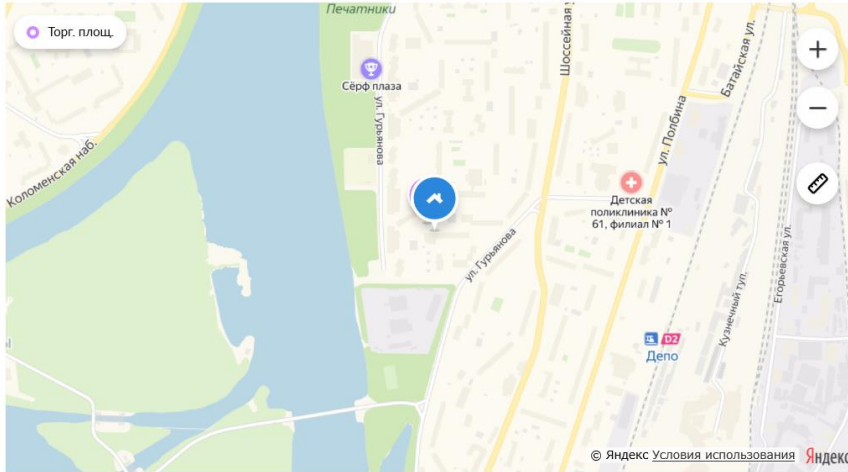 Печатники
Торг. площ.
Шоссейная у
Батайская ул.
Сёрф плаза
ул. Гурьянова
ул. Полбина
Коломенская наб.
Детская
поликлиника №
61, филиал № 1
ул. Гурьянова
Егорьевская ул.
Кузнечный туп.
D2
Депо
© Яндекс Условия использования
Яндекс